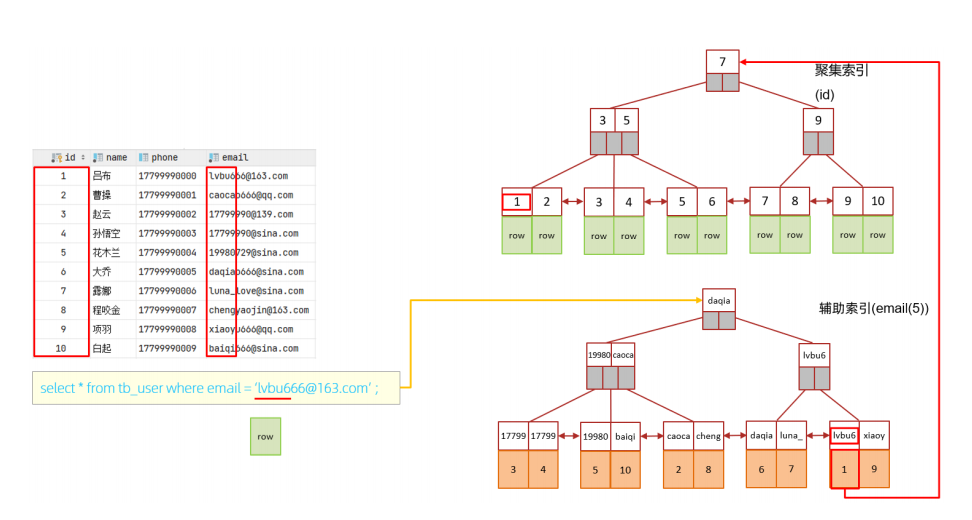 id name phone email
1 吕布 17799990000 lvbu666@163.com
2 曹操 17799990001 caocao666@qq.com
3 赵云 17799990002 17799990@139.com
4 孙悟空 17799990003 17799990@sina.com
5 花木兰 17799990004 19980729@sina.com
6 大乔 17799990005 daqiao666@sina.com
7 露娜 17799990006 luna_love@sina.com
8 程咬金 17799990007 chengyaojin@163.com
9 项羽 17799990008 xiaoyu666@qq.com
10 白起 17799990009 baiqi666@sina.com
select * from tb_user where email = 'lvbu666@163.com' ;
row
7
聚集索引
(id)
3 5
9
1 2 3 4 5 6 7 8 9 10
row row row row row row row row row row
daqia
辅助索引(email(5))
19980 caoca
lvbu6
17799 17799 19980 baiqi caoca cheng daqia luna_ lvbu6 xiaoy
3 4 5 10 2 8 6 7 1 9